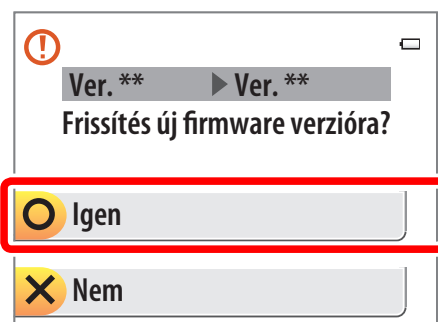 Ver. ** ▶ Ver. **
Frissítés új firmware verzióra?
Igen
Nem